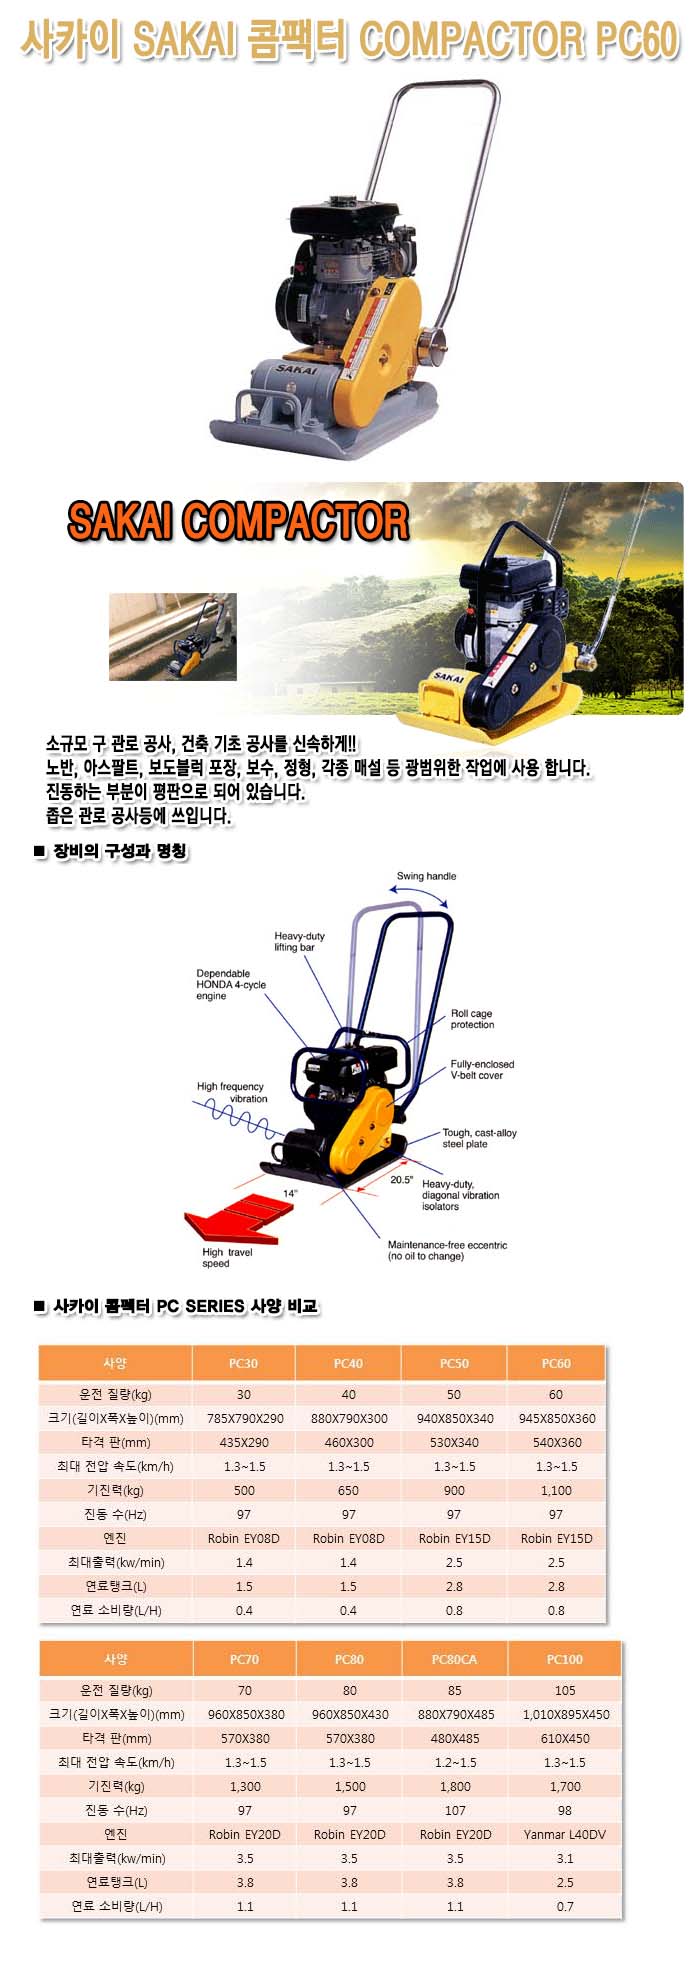 사카이 SAKAI 콤팩터 COMPACTOR PC60
SAKAI
SAKAI COMPACTOR
SAKAI
소규모 구 관로 공사, 건축 기초 공사를 신속하게!!
노반, 아스팔트, 보도블럭 포장, 보수, 정형, 각종 매설 등 광범위한 작업에 사용 합니다.
진동하는 부분이 평판으로 되어 있습니다.
좁은 관로 공사등에 쓰입니다.
■ 장비의 구성과 명칭
Swing handle
Heavy-duty
lifting bar
Dependable
HONDA 4-cycle
engine
Roll cage
protection
Fully-enclosed
V-belt cover
High frequency
vibration
Tough, cast-alloy
steel plate
20.5"
14"
Heavy-duty,
diagonal vibration
isolators
High travel
speed
Maintenance-free eccentric
(no oil to change)
■ 사카이 콤펙터 PC SERIES 사양 비교
사양 PC30 PC40 PC50 PC60
운전 질량(kg) 30 40 50 60
크기(길이X폭X높이)(mm) 785X790X290 880X790X300 940X850X340 945X850X360
타격 판(mm) 435X290 460X300 530X340 540X360
최대 전압 속도(km/h) 1.3~1.5 1.3~1.5 1.3~1.5 1.3~1.5
기진력(kg) 500 650 900 1,100
진동 수(Hz) 97 97 97 97
엔진 Robin EY08D Robin EY08D Robin EY15D Robin EY15D
최대출력(kw/min) 1.4 1.4 2.5 2.5
연료탱크(L) 1.5 1.5 2.8 2.8
연료 소비량(L/H) 0.4 0.4 0.8 0.8
사양 PC70 PC80 PC80CA PC100
운전 질량(kg) 70 80 85 105
크기(길이X폭X높이)(mm) 960X850X380 960X850X430 880X790X485 1,010X895X450
타격 판(mm) 570X380 570X380 480X485 610X450
최대 전압 속도(km/h) 1.3~1.5 1.3~1.5 1.2~1.5 1.3~1.5
기진력(kg) 1,300 1,500 1,800 1,700
진동 수(Hz) 97 97 107 98
엔진 Robin EY20D Robin EY20D Robin EY20D Yanmar L40DV
최대출력(kw/min) 3.5 3.5 3.5 3.1
연료탱크(L) 3.8 3.8 3.8 2.5
연료 소비량(L/H) 1.1 1.1 1.1 0.7